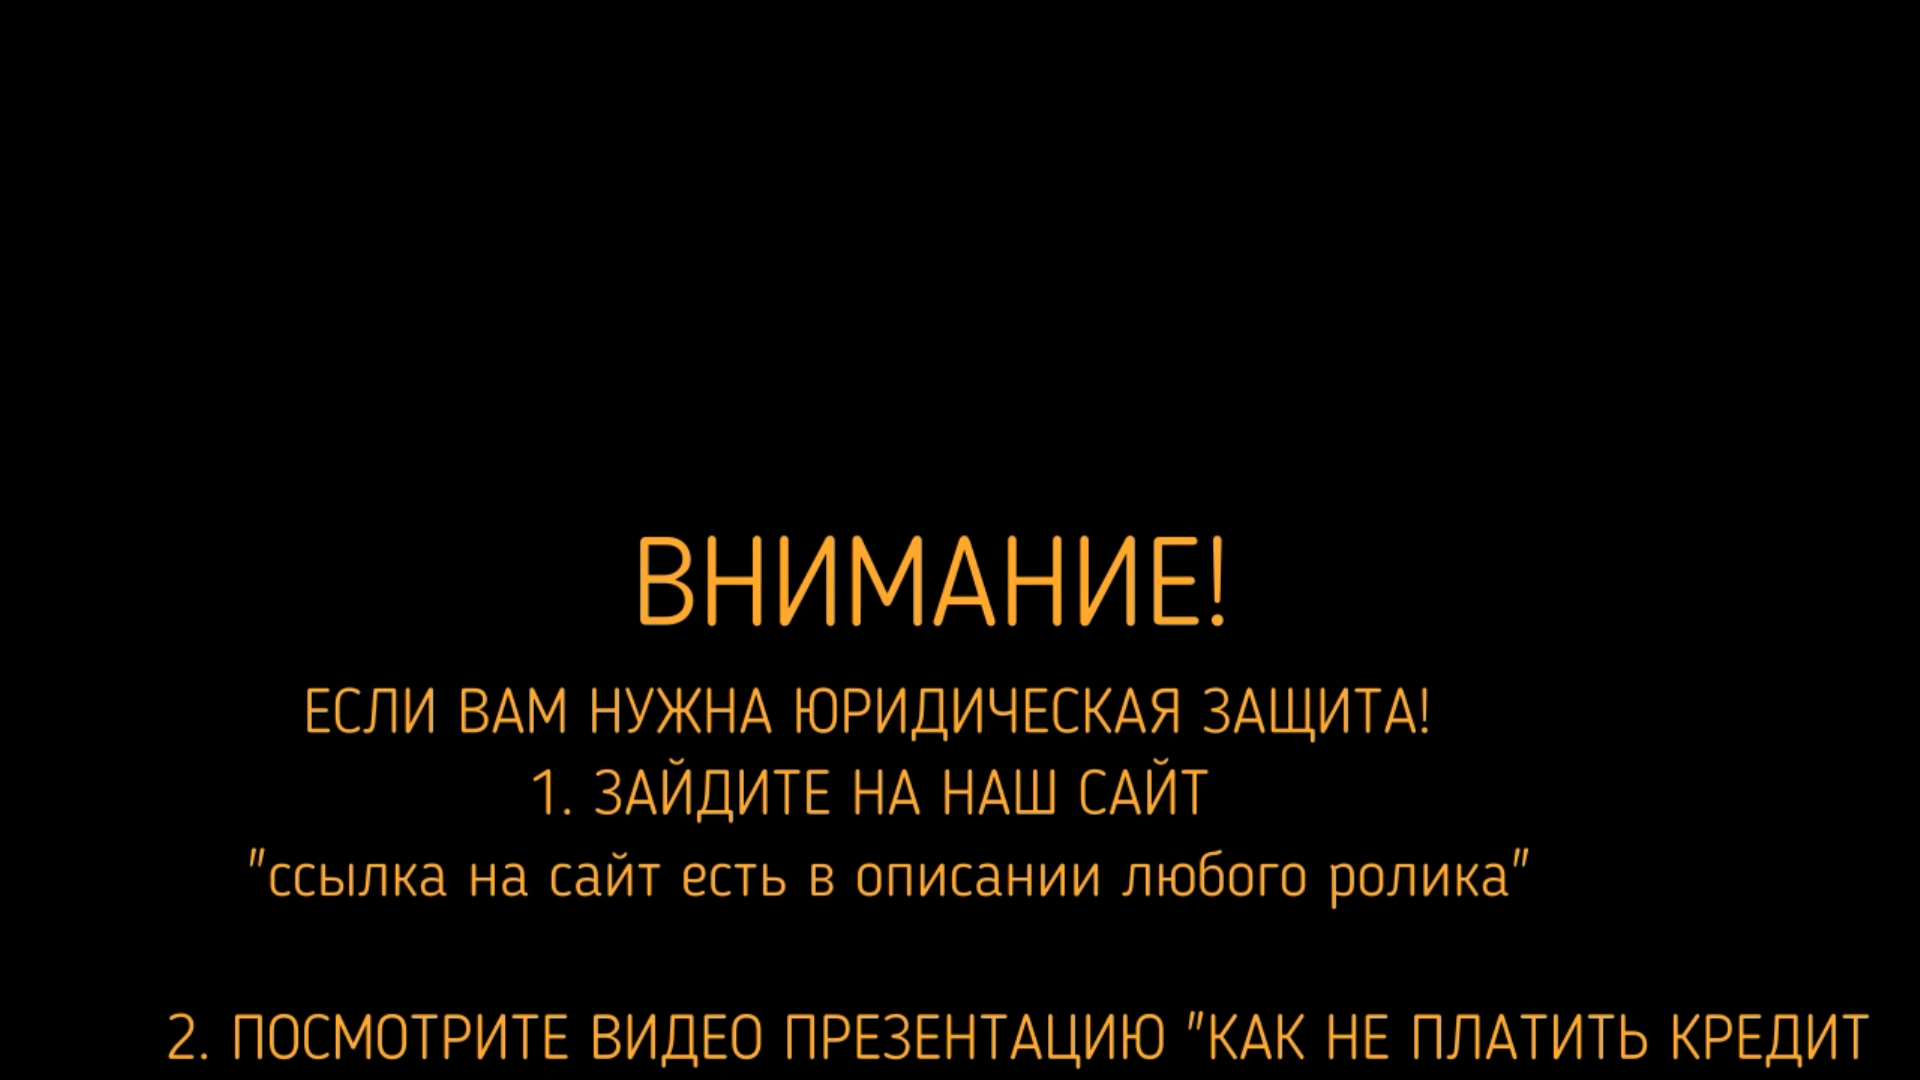 ВНИМАНИЕ!
ЕСЛИ ВАМ НУЖНА ЮРИДИЧЕСКАЯ ЗАЩИТА!
1. ЗАЙДИТЕ НА НАШ САЙТ
"ссылка на сайт есть в описании любого ролика"
2. ПОСМОТРИТЕ ВИДЕО ПРЕЗЕНТАЦИЮ "КАК НЕ ПЛАТИТЬ КРЕДИТ